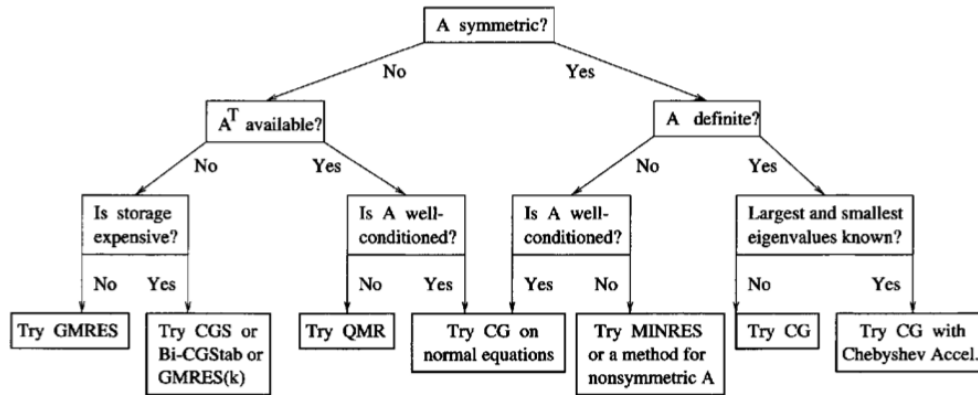 A symmetric?
No
Yes
A^T available?
A definite?
No
Yes
No
Yes
Is storage
expensive?
Is A well-
conditioned?
Is A well-
conditioned?
Largest and smallest
eigenvalues known?
No
Yes
No
Yes
Yes
No
No
Yes
Try GMRES
Try CGS or
Bi-CGStab or
GMRES(k)
Try QMR
Try CG on
normal equations
Try MINRES
or a method for
nonsymmetric A
Try CG
Try CG with
Chebyshev Accel.